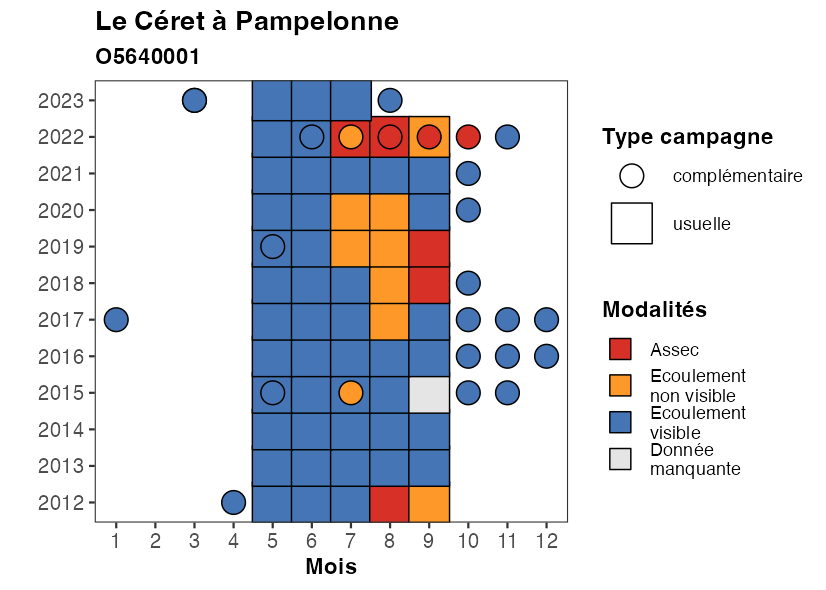 Le Céret à Pampelonne
O5640001
2023
2022
2021
2020
2019
2018
2017
2016
2015
2014
2013
2012
1 2 3 4 5 6 7 8 9 10 11 12
Mois
Type campagne
complémentaire
usuelle
Modalités
Assec
Ecoulement
non visible
Ecoulement
visible
Donnée
manquante